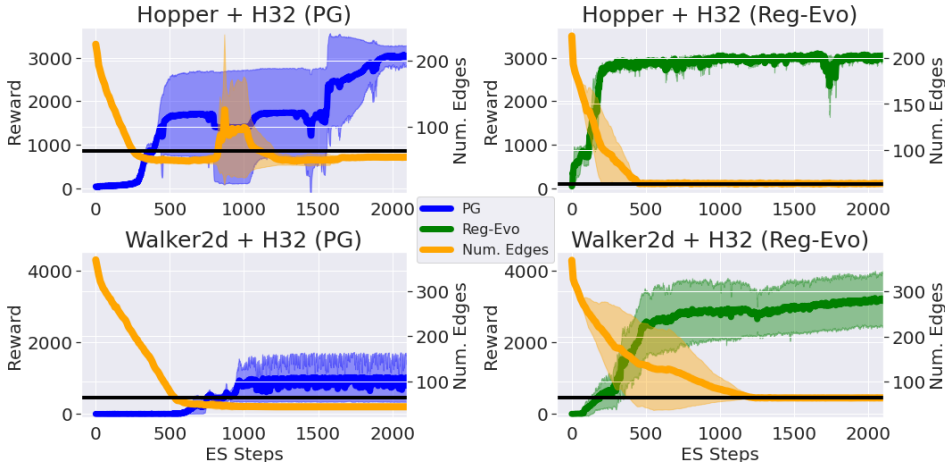 Hopper + H32 (PG)
3000
2000
1000
0
Reward
200
100
Num. Edges
0 500 1000 1500 2000
Hopper + H32 (Reg-Evo)
3000
2000
1000
0
Reward
200
150
100
Num. Edges
0 500 1000 1500 2000
PG
Reg-Evo
Num. Edges
Walker2d + H32 (PG)
4000
2000
0
Reward
300
200
100
Num. Edges
0 500 1000 1500 2000
ES Steps
Walker2d + H32 (Reg-Evo)
4000
2000
0
Reward
300
200
100
Num. Edges
0 500 1000 1500 2000
ES Steps